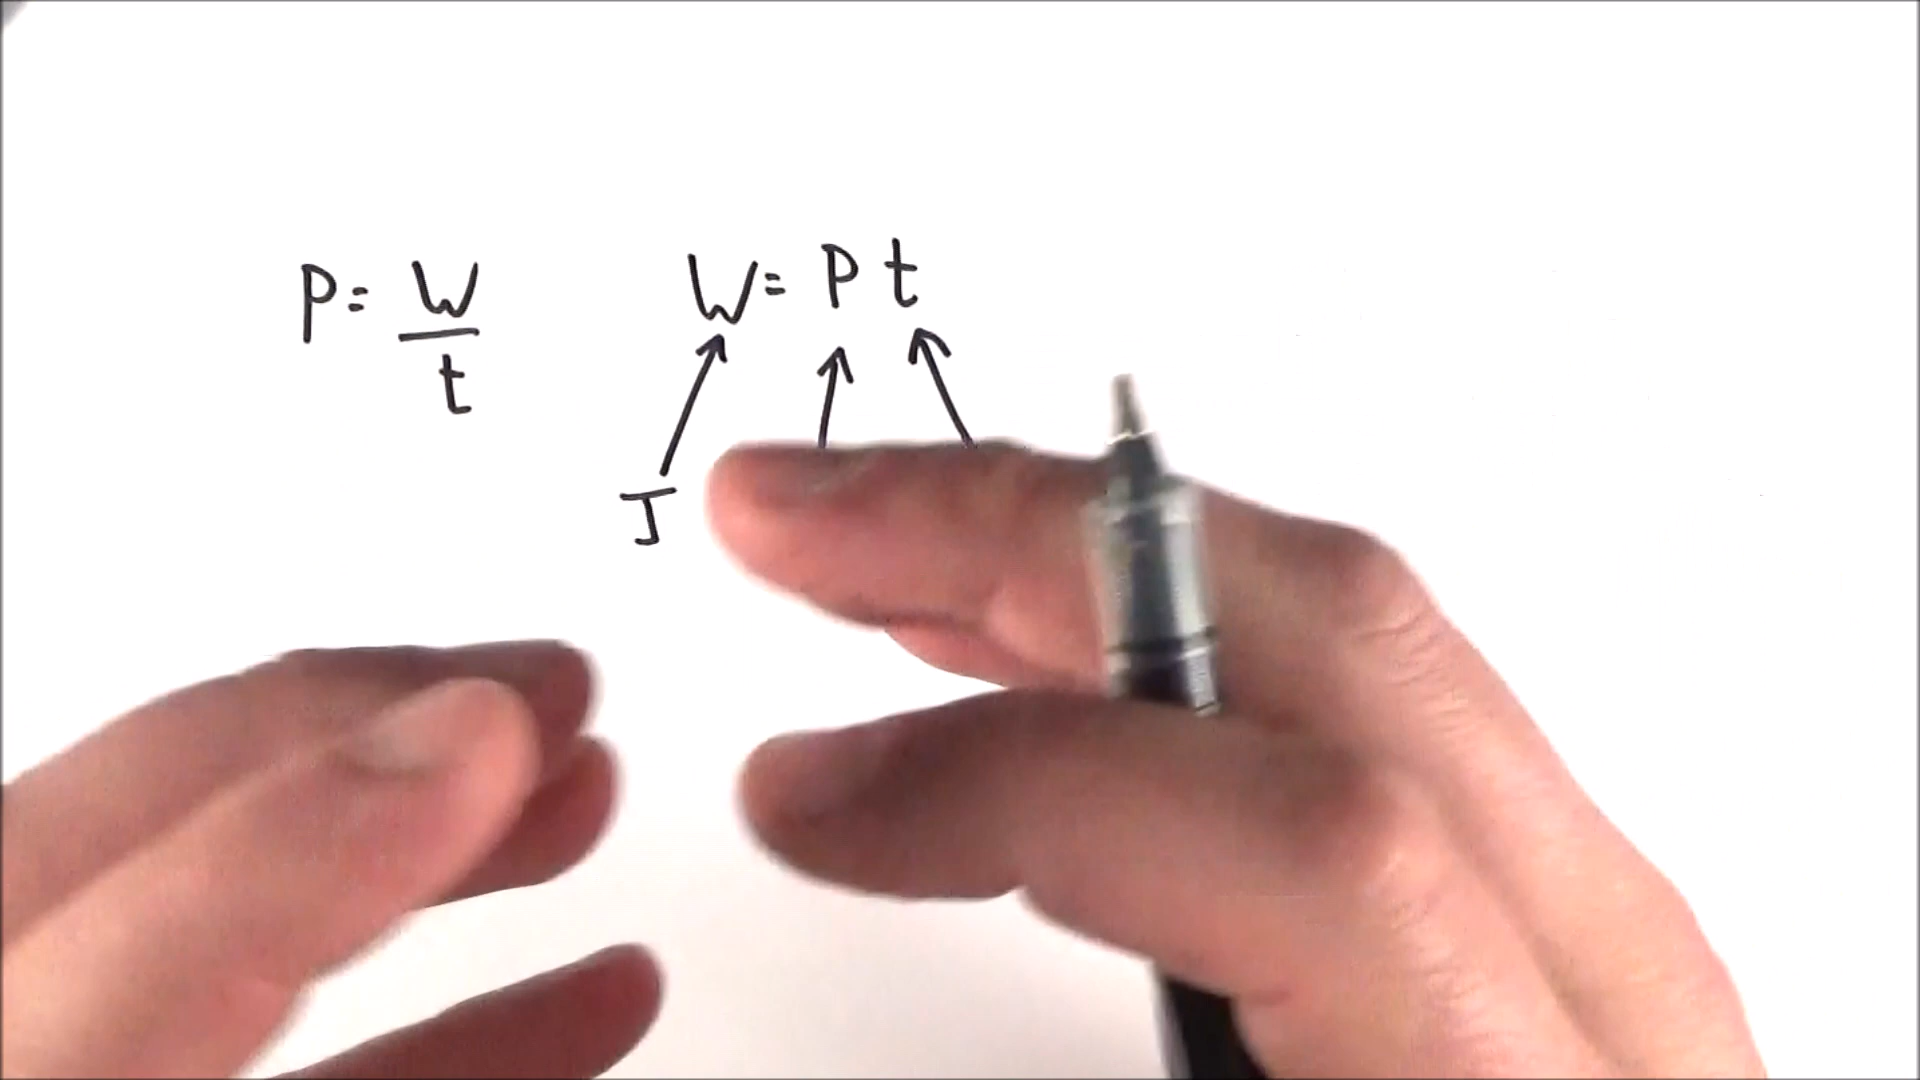 P = W/t
W = P t
J